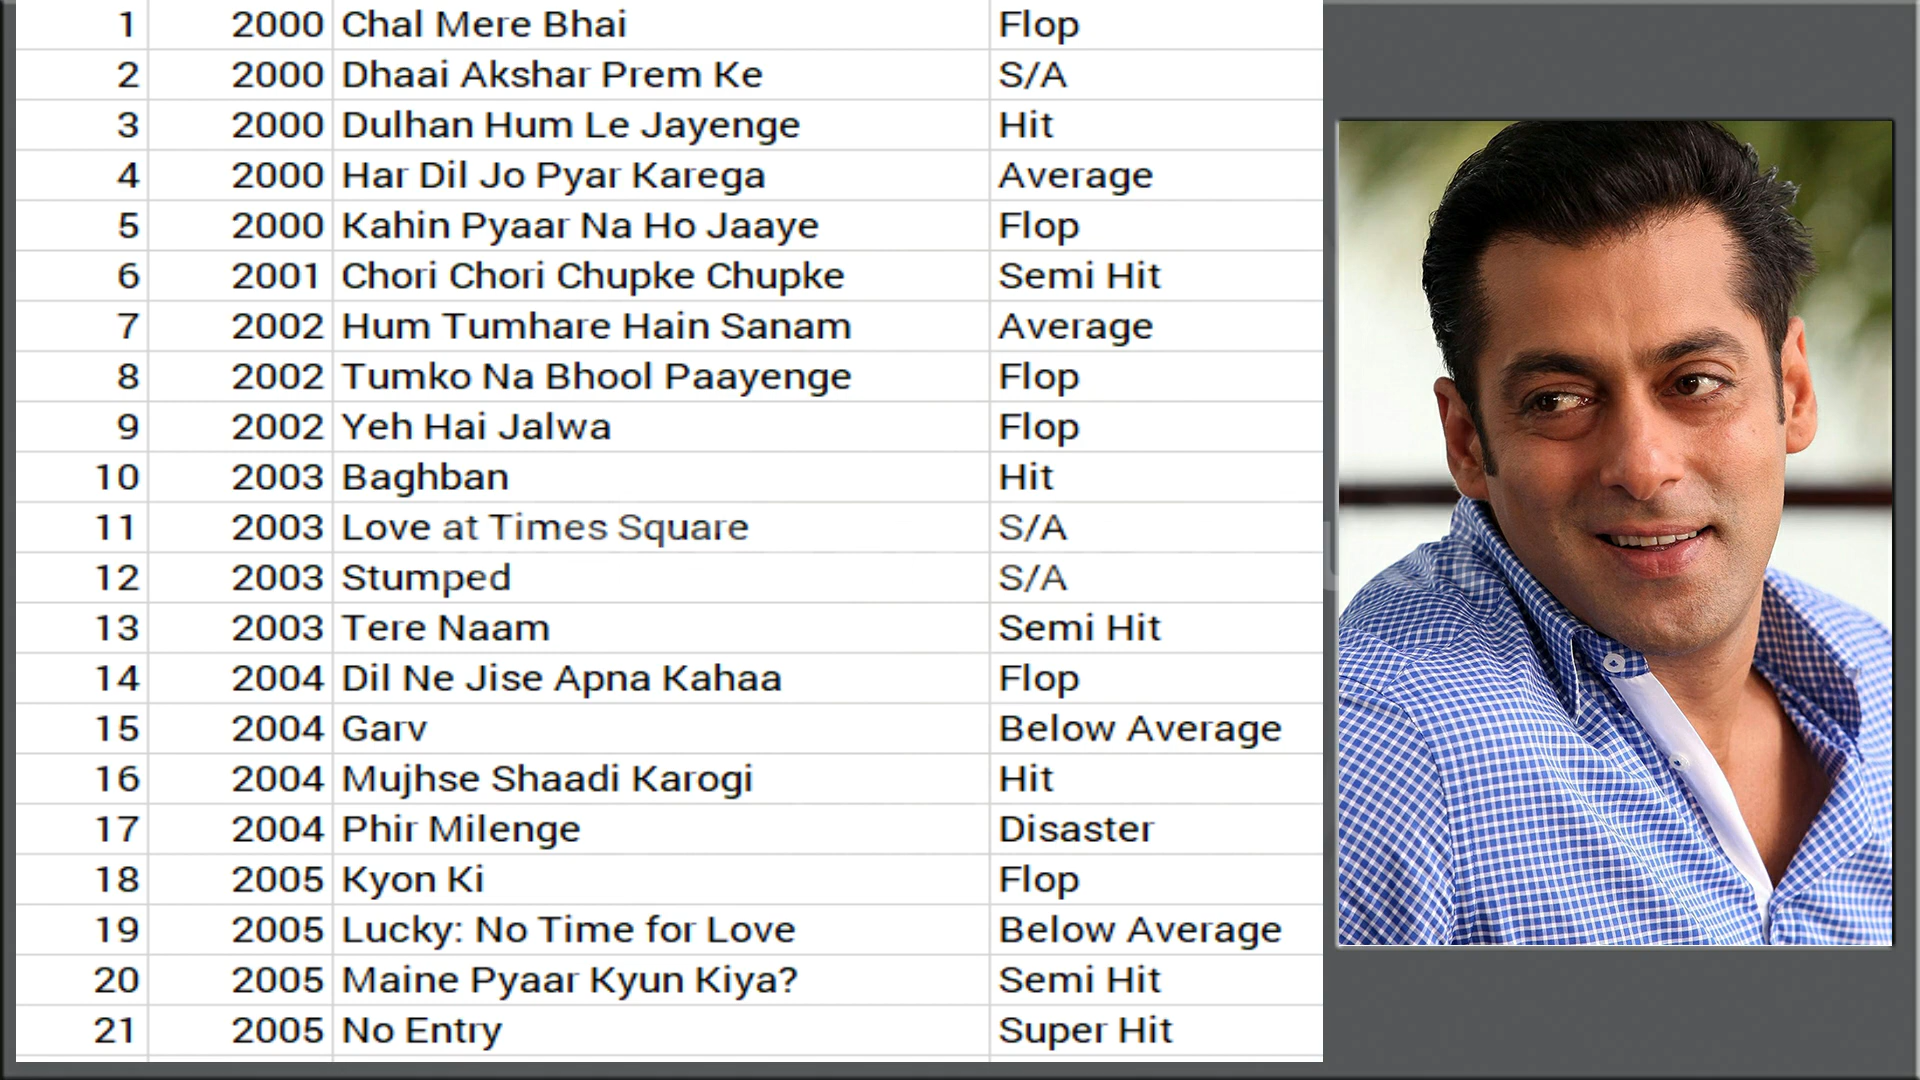 1 2000 Chal Mere Bhai Flop
2 2000 Dhaai Akshar Prem Ke S/A
3 2000 Dulhan Hum Le Jayenge Hit
4 2000 Har Dil Jo Pyar Karega Average
5 2000 Kahin Pyaar Na Ho Jaaye Flop
6 2001 Chori Chori Chupke Chupke Semi Hit
7 2002 Hum Tumhare Hain Sanam Average
8 2002 Tumko Na Bhool Paayenge Flop
9 2002 Yeh Hai Jalwa Flop
10 2003 Baghban Hit
11 2003 Love at Times Square S/A
12 2003 Stumped S/A
13 2003 Tere Naam Semi Hit
14 2004 Dil Ne Jise Apna Kahaa Flop
15 2004 Garv Below Average
16 2004 Mujhse Shaadi Karogi Hit
17 2004 Phir Milenge Disaster
18 2005 Kyon Ki Flop
19 2005 Lucky: No Time for Love Below Average
20 2005 Maine Pyaar Kyun Kiya? Semi Hit
21 2005 No Entry Super Hit